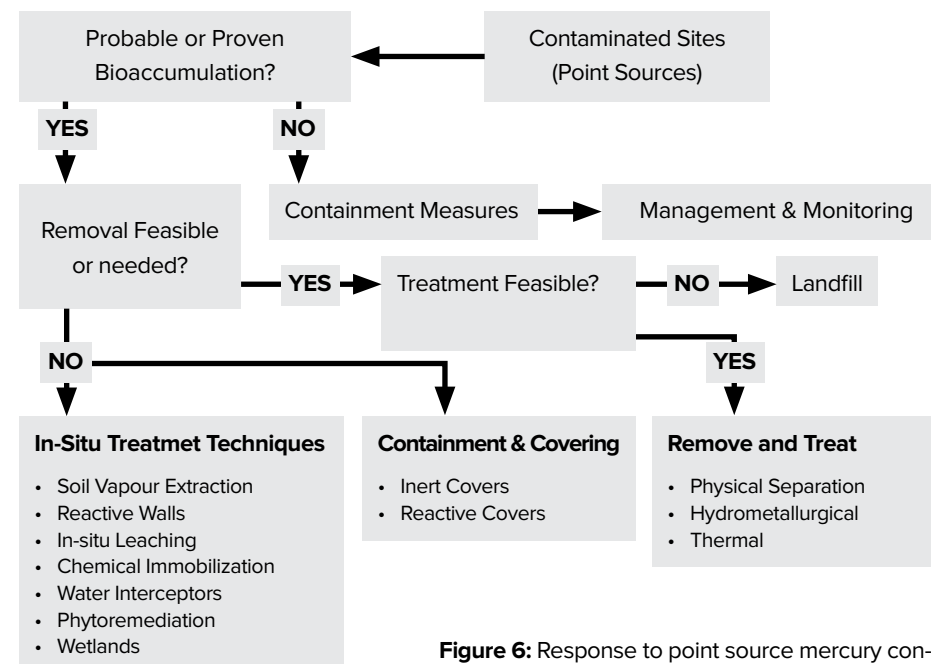 Probable or Proven
Bioaccumulation?
Contaminated Sites
(Point Sources)
YES
NO
Removal Feasible
or needed?
Containment Measures
Management & Monitoring
YES
Treatment Feasible?
NO
Landfill
NO
YES
In-Situ Treatmet Techniques
• Soil Vapour Extraction
• Reactive Walls
• In-situ Leaching
• Chemical Immobilization
• Water Interceptors
• Phytoremediation
• Wetlands
Containment & Covering
• Inert Covers
• Reactive Covers
Remove and Treat
• Physical Separation
• Hydrometallurgical
• Thermal
Figure 6: Response to point source mercury con-